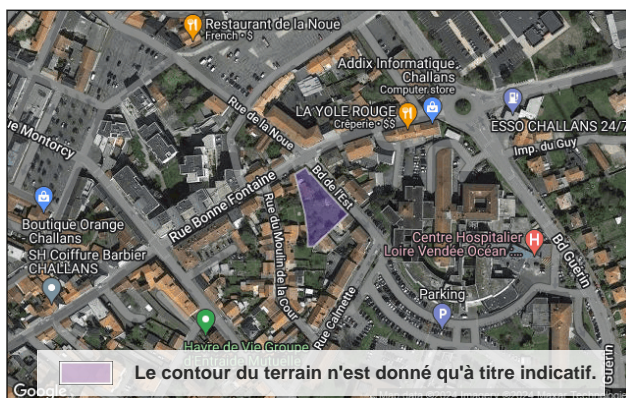 Restaurant de la Noue
French • $
Addix Informatique
Challans
Computer store
Rue de la Noue
LA YOLE ROUGE
Crêperie • $$
ESSO CHALLANS 24/7
Imp. du Guy
ue Montorcy
Bd de l'Est
Rue Bonne Fontaine
Boutique Orange
Challans
SH Coiffure Barbier
CHALLANS
Rue du Moulin de la Cour
Centre Hospitalier
Loire Vendée Océan ...
Bd Guérin
Parking
Rue Calmette
Havre de Vie Groupe
d'Entraide Mutuelle
Guérin
Le contour du terrain n'est donné qu'à titre indicatif.
Google